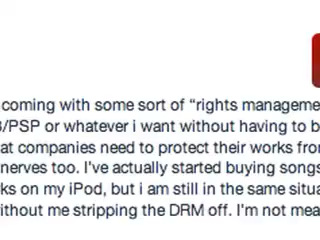 coming with some sort of “rights manageme
/PSP or whatever i want without having to b
at companies need to protect their works from
nerves too. I've actually started buying songs
ks on my iPod, but i am still in the same situa
ithout me stripping the DRM off. I'm not mea